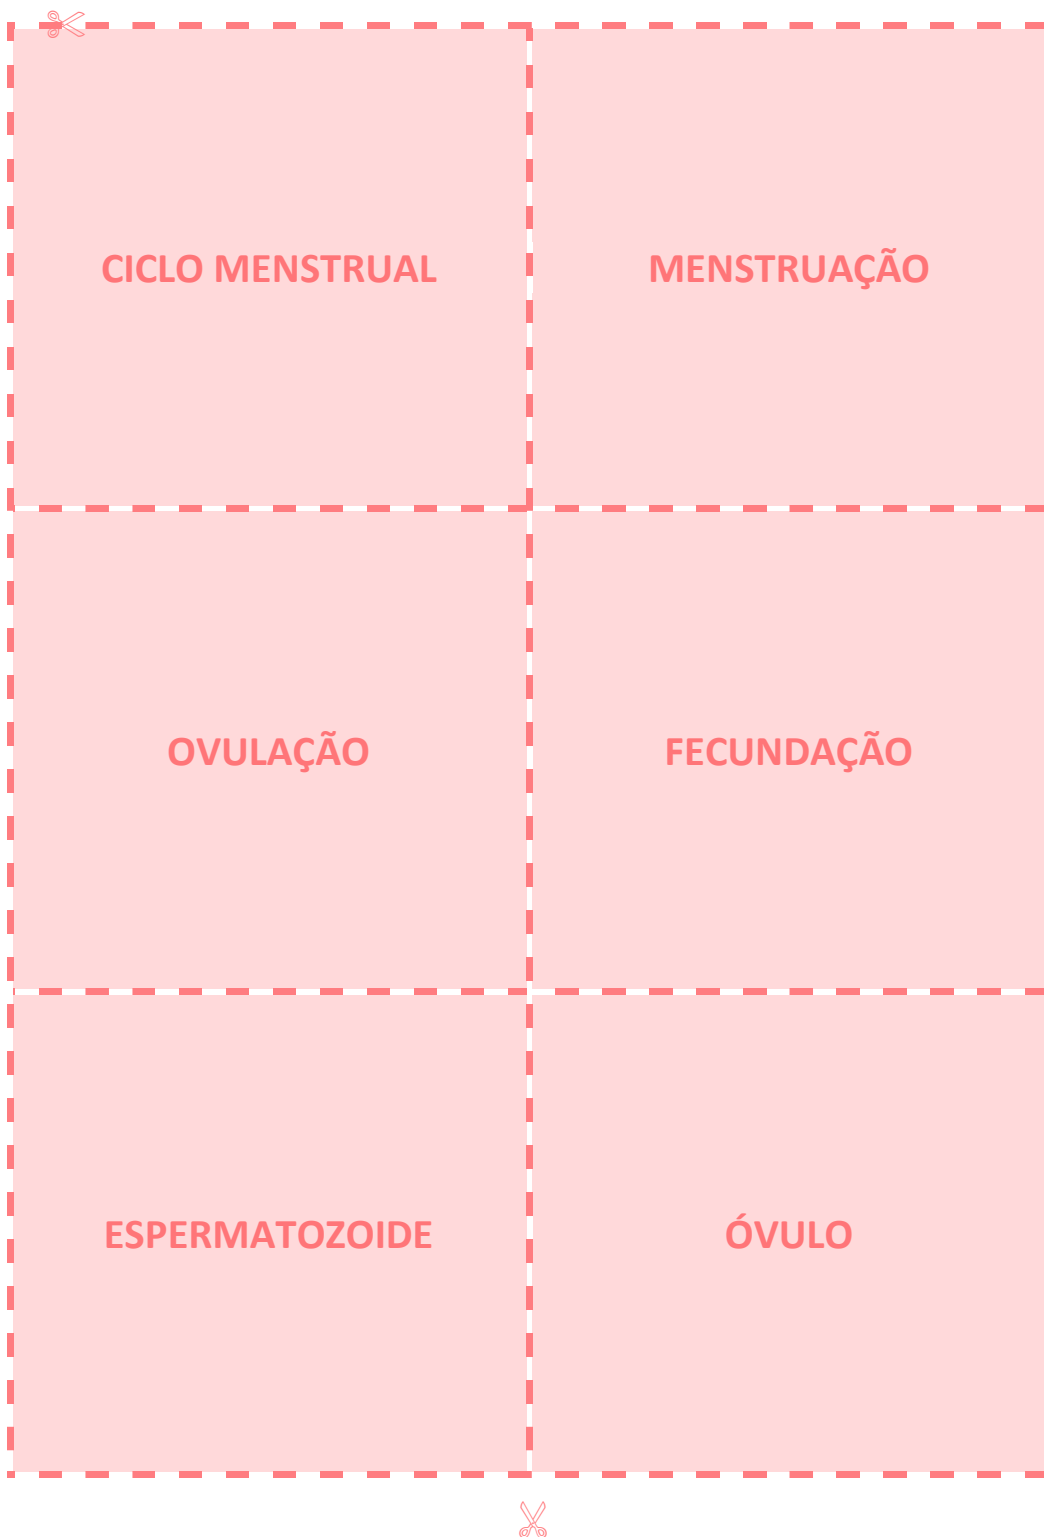 CICLO MENSTRUAL
MENSTRUAÇÃO
OVULAÇÃO
FECUNDAÇÃO
ESPERMATOZOIDE
ÓVULO